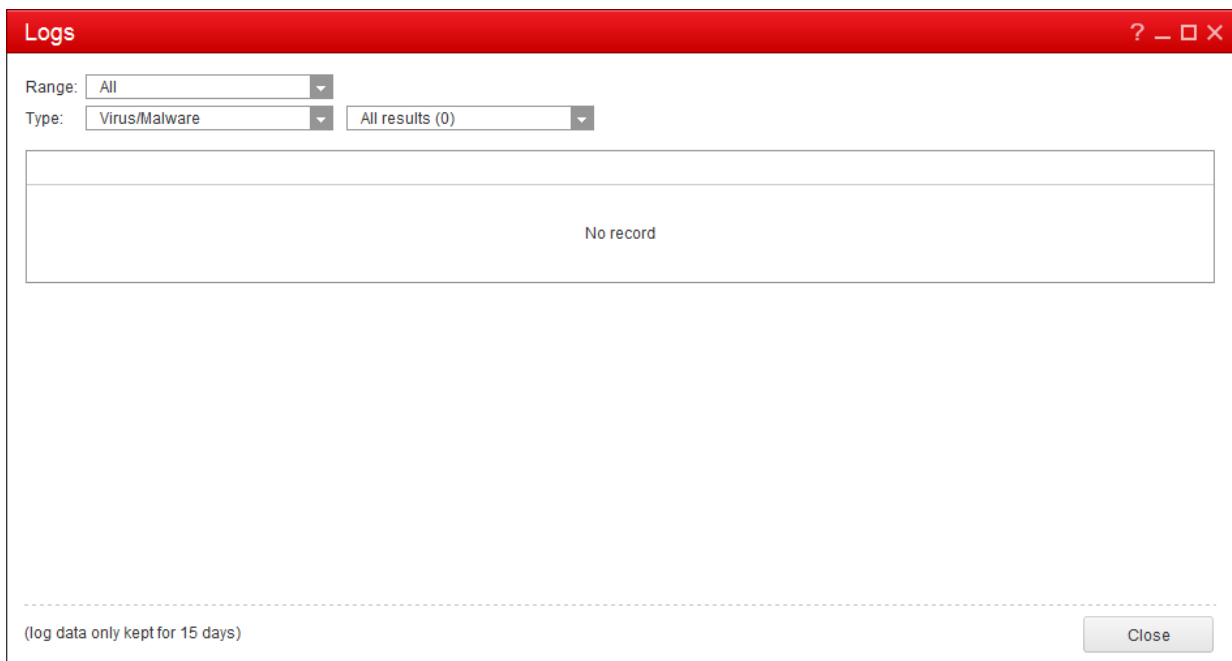 Logs
Range: All
Type: Virus/Malware All results (0)
No record
(log data only kept for 15 days)
Close